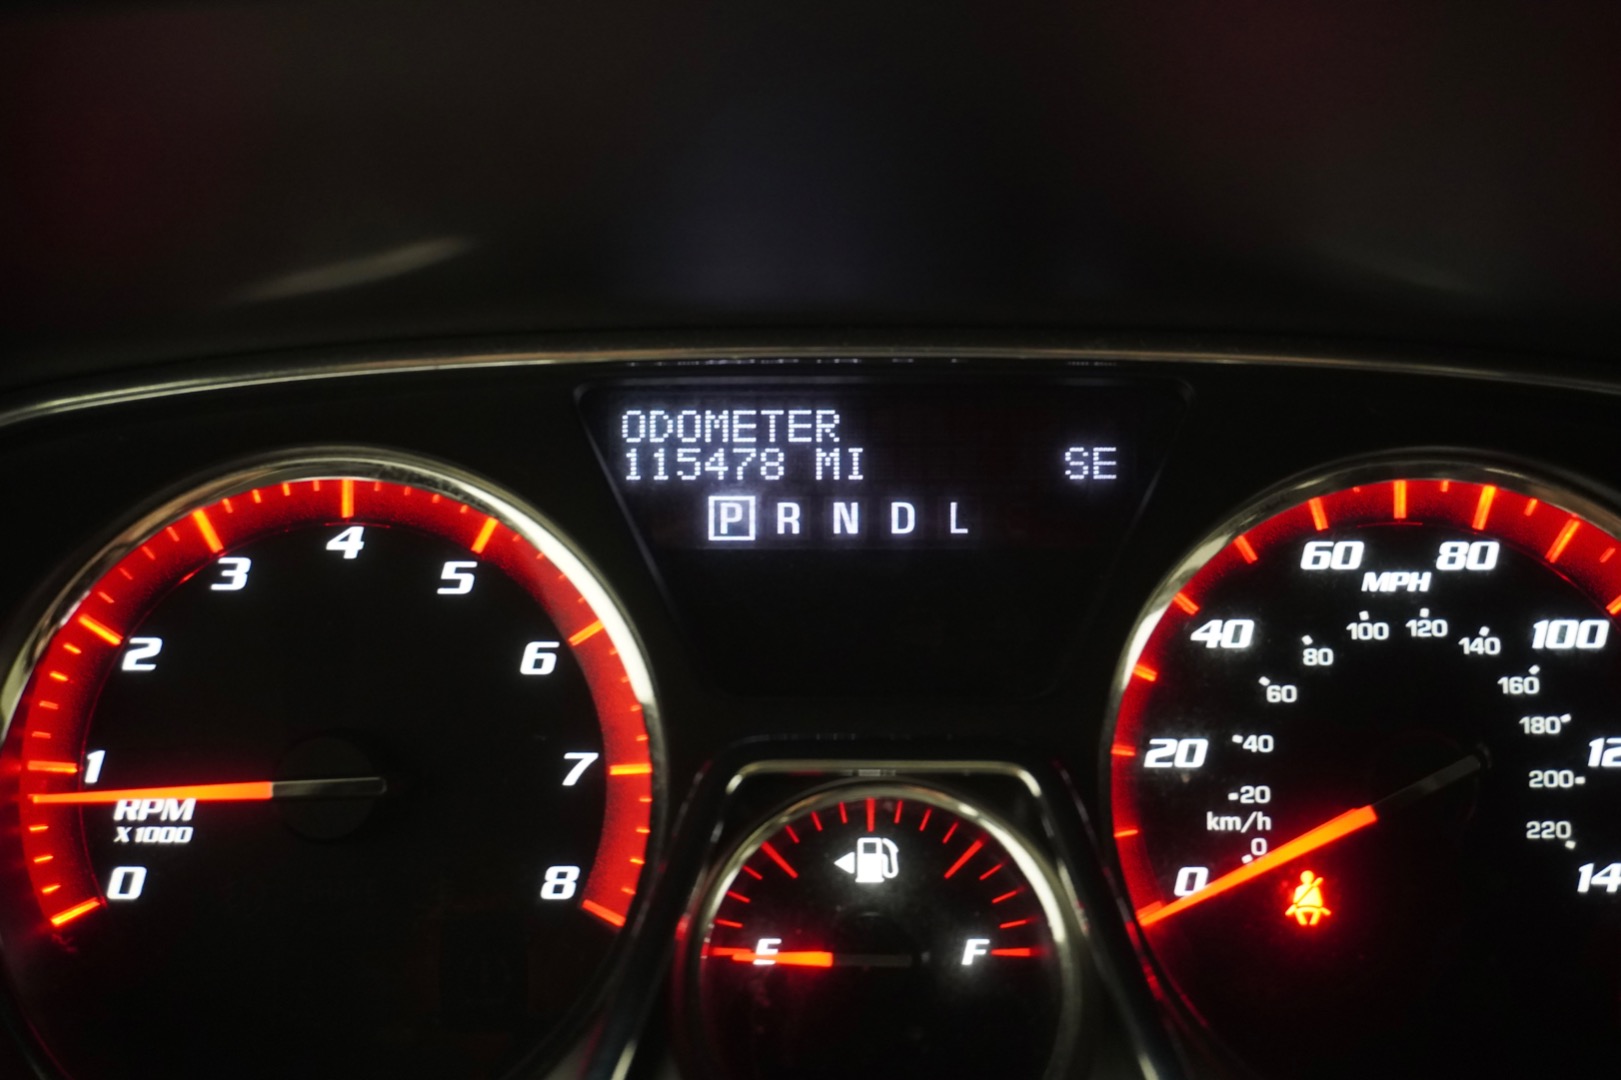 ODOMETER
115478 MI SE
P R N D L
0 1 2 3 4 5 6 7 8
RPM
X1000
E F
0 20 40 60 80 100
MPH
0 20 40 60 80 100 120 140 160 180 200 220
km/h